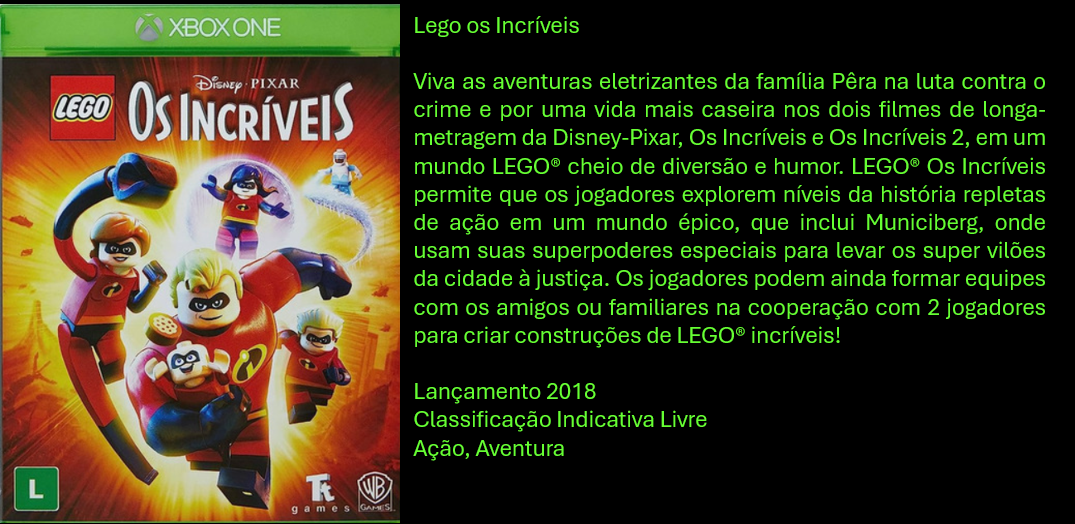 XBOX ONE
Disney · PIXAR
LEGO
OS INCRÍVEIS
L
Tt
games
WB
GAMES
Lego os Incríveis
Viva as aventuras eletrizantes da família Pêra na luta contra o
crime e por uma vida mais caseira nos dois filmes de longa-
metragem da Disney-Pixar, Os Incríveis e Os Incríveis 2, em um
mundo LEGO® cheio de diversão e humor. LEGO® Os Incríveis
permite que os jogadores explorem níveis da história repletas
de ação em um mundo épico, que inclui Municiberg, onde
usam suas superpoderes especiais para levar os super vilões
da cidade à justiça. Os jogadores podem ainda formar equipes
com os amigos ou familiares na cooperação com 2 jogadores
para criar construções de LEGO® incríveis!
Lançamento 2018
Classificação Indicativa Livre
Ação, Aventura